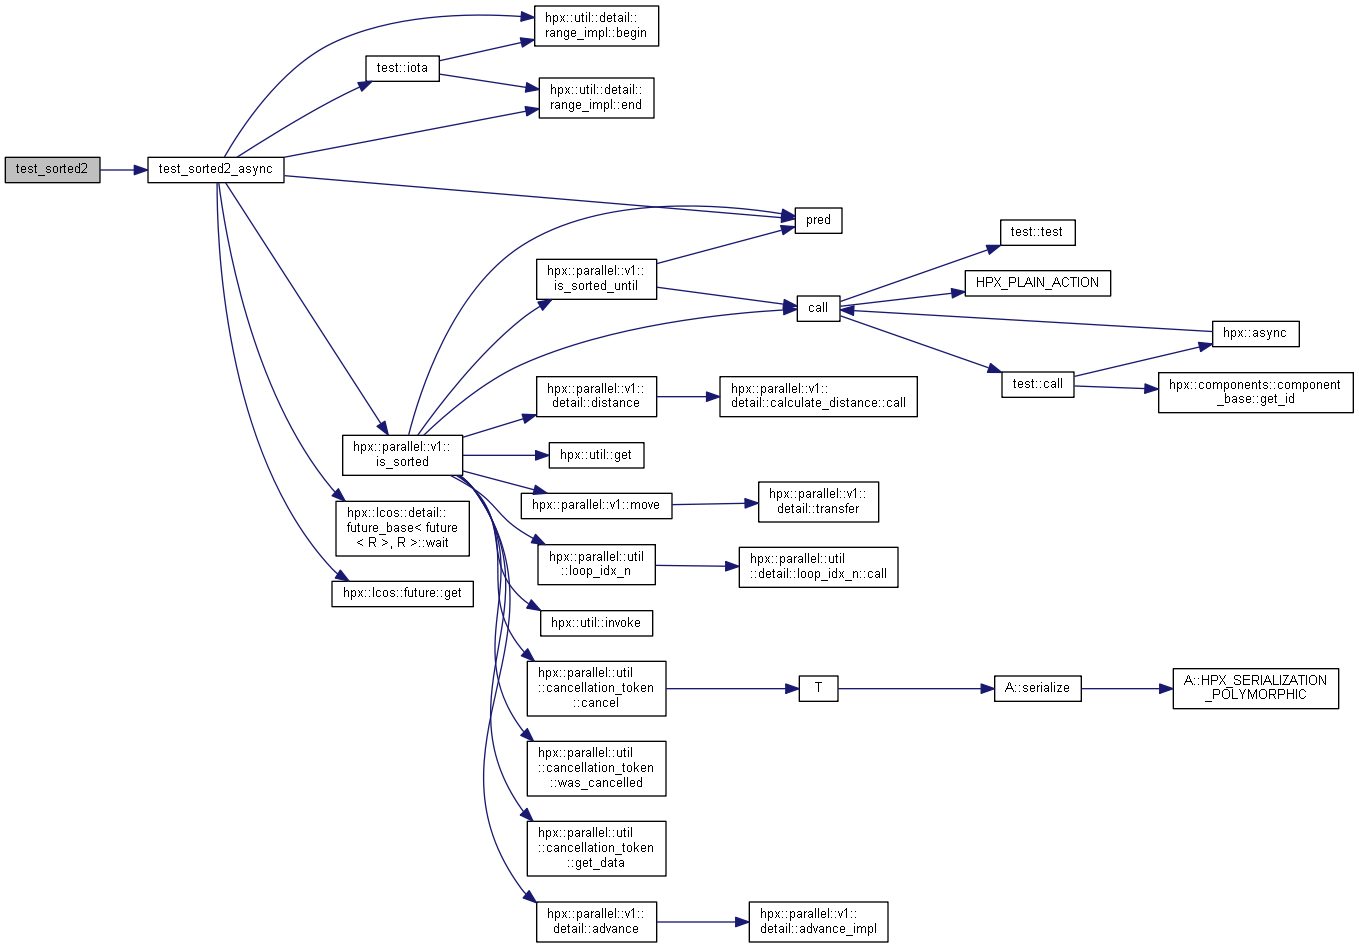 hpx::util::detail::
range_impl::begin
test::iota
hpx::util::detail::
range_impl::end
test_sorted2
test_sorted2_async
pred
test::test
hpx::parallel::v1::
is_sorted_until
HPX_PLAIN_ACTION
call
hpx::async
test::call
hpx::components::component
_base::get_id
hpx::parallel::v1::
detail::distance
hpx::parallel::v1::
detail::calculate_distance::call
hpx::parallel::v1::
is_sorted
hpx::util::get
hpx::parallel::v1::move
hpx::parallel::v1::
detail::transfer
hpx::lcos::detail::
future_base< future
< R >, R >::wait
hpx::parallel::util
::loop_idx_n
hpx::parallel::util
::detail::loop_idx_n::call
hpx::lcos::future::get
hpx::util::invoke
hpx::parallel::util
::cancellation_token
::cancel
T
A::serialize
A::HPX_SERIALIZATION
_POLYMORPHIC
hpx::parallel::util
::cancellation_token
::was_cancelled
hpx::parallel::util
::cancellation_token
::get_data
hpx::parallel::v1::
detail::advance
hpx::parallel::v1::
detail::advance_impl